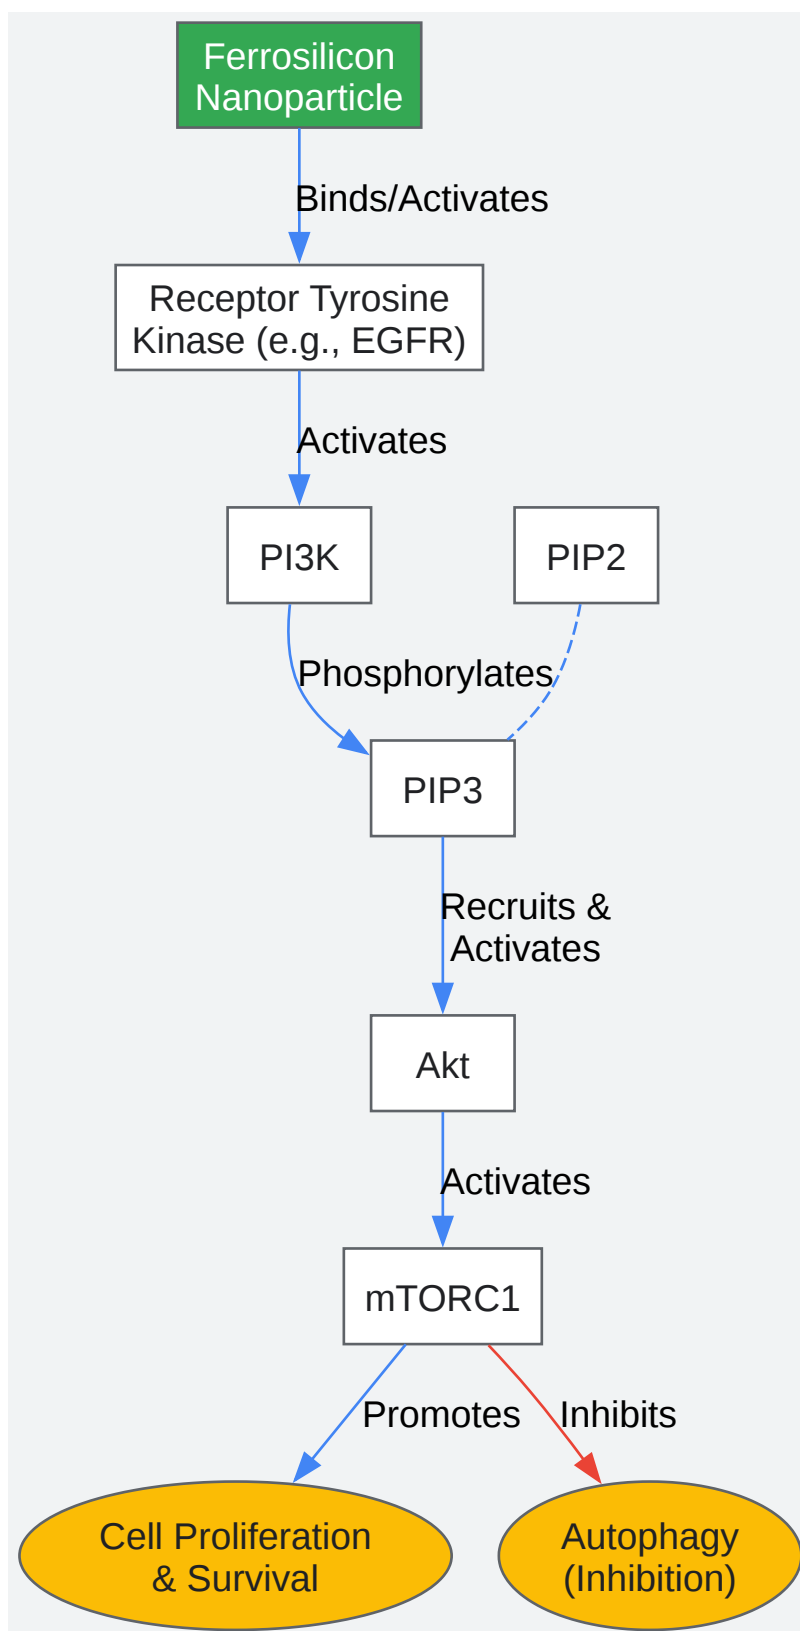 Ferrosilicon
Nanoparticle
Binds/Activates
Receptor Tyrosine
Kinase (e.g., EGFR)
Activates
PI3K
PIP2
Phosphorylates
PIP3
Recruits &
Activates
Akt
Activates
mTORC1
Promotes
Inhibits
Cell Proliferation
& Survival
Autophagy
(Inhibition)